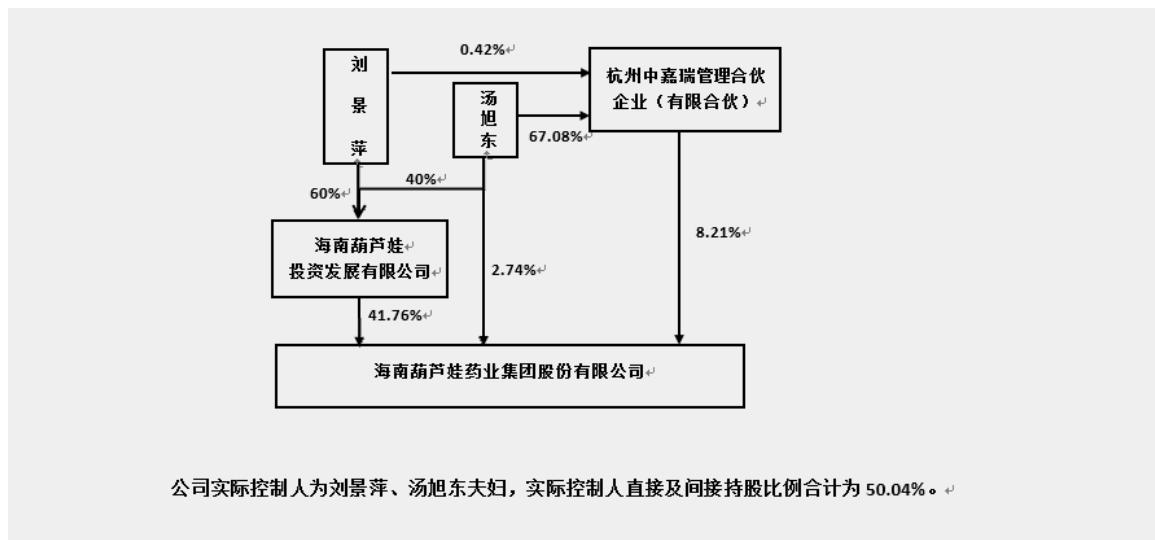 0.42%
刘
景
萍
汤
旭
东
杭州中嘉瑞管理合伙
企业（有限合伙）
67.08%
60%
40%
海南葫芦娃
投资发展有限公司
2.74%
8.21%
41.76%
海南葫芦娃药业集团股份有限公司
公司实际控制人为刘景萍、汤旭东夫妇，实际控制人直接及间接持股比例合计为 50.04%。